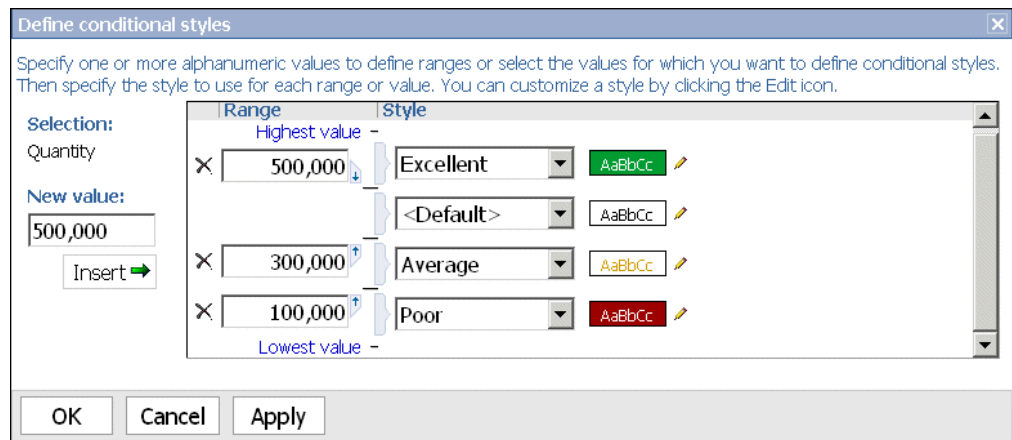 Define conditional styles
Specify one or more alphanumeric values to define ranges or select the values for which you want to define conditional styles.
Then specify the style to use for each range or value. You can customize a style by clicking the Edit icon.
Selection:
Quantity
New value:
500,000
Insert
Range Style
Highest value -
500,000 Excellent AaBbCc
<Default> AaBbCc
300,000 Average AaBbCc
100,000 Poor AaBbCc
Lowest value -
OK Cancel Apply